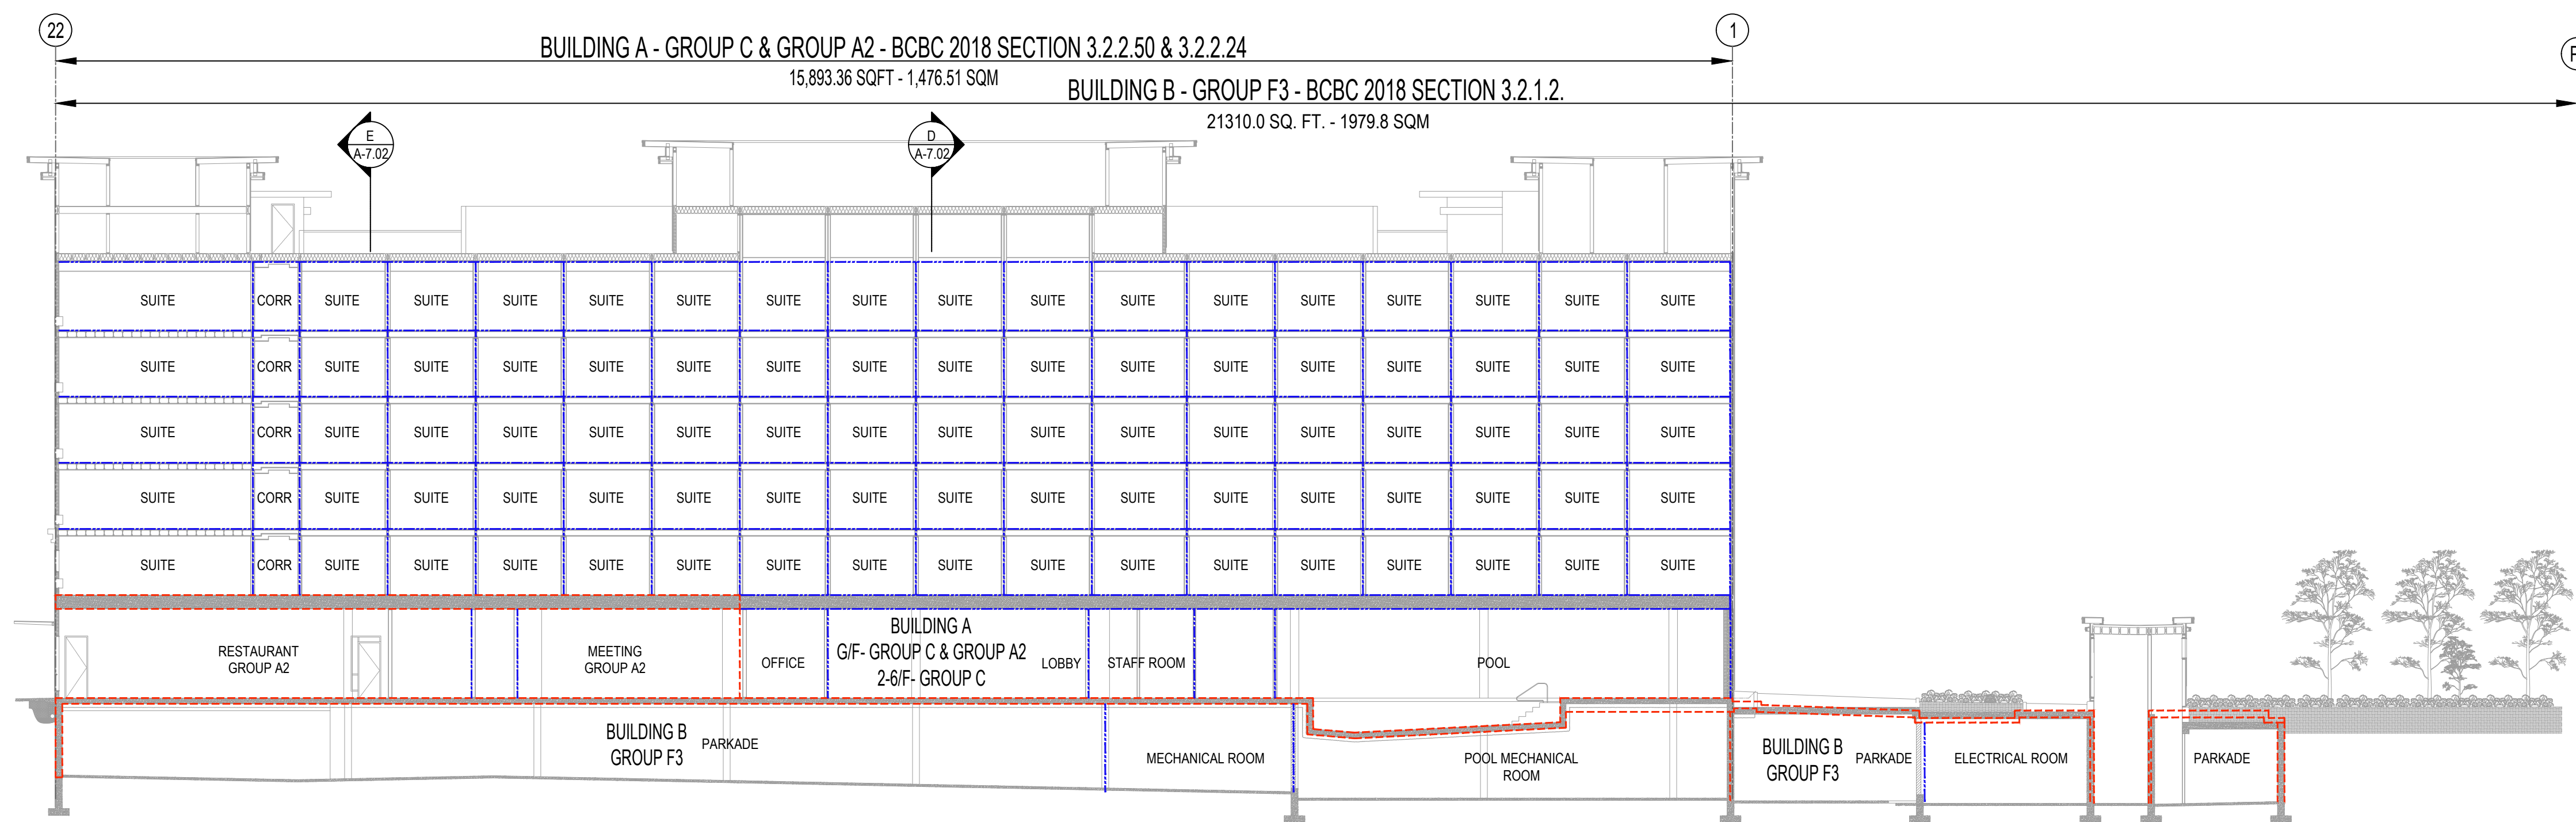 22
1
BUILDING A - GROUP C & GROUP A2 - BCBC 2018 SECTION 3.2.2.50 & 3.2.2.24
15,893.36 SQFT - 1,476.51 SQM
BUILDING B - GROUP F3 - BCBC 2018 SECTION 3.2.1.2.
21310.0 SQ. FT. - 1979.8 SQM
E
A-7.02
D
A-7.02
SUITE CORR SUITE SUITE SUITE SUITE SUITE SUITE SUITE SUITE SUITE SUITE SUITE SUITE SUITE SUITE SUITE SUITE
SUITE CORR SUITE SUITE SUITE SUITE SUITE SUITE SUITE SUITE SUITE SUITE SUITE SUITE SUITE SUITE SUITE SUITE
SUITE CORR SUITE SUITE SUITE SUITE SUITE SUITE SUITE SUITE SUITE SUITE SUITE SUITE SUITE SUITE SUITE SUITE
SUITE CORR SUITE SUITE SUITE SUITE SUITE SUITE SUITE SUITE SUITE SUITE SUITE SUITE SUITE SUITE SUITE SUITE
SUITE CORR SUITE SUITE SUITE SUITE SUITE SUITE SUITE SUITE SUITE SUITE SUITE SUITE SUITE SUITE SUITE SUITE
RESTAURANT
GROUP A2
MEETING
GROUP A2
OFFICE
BUILDING A
G/F- GROUP C & GROUP A2
2-6/F- GROUP C
LOBBY
STAFF ROOM
POOL
BUILDING B
GROUP F3
PARKADE
MECHANICAL ROOM
POOL MECHANICAL
ROOM
BUILDING B
GROUP F3
PARKADE
ELECTRICAL ROOM
PARKADE